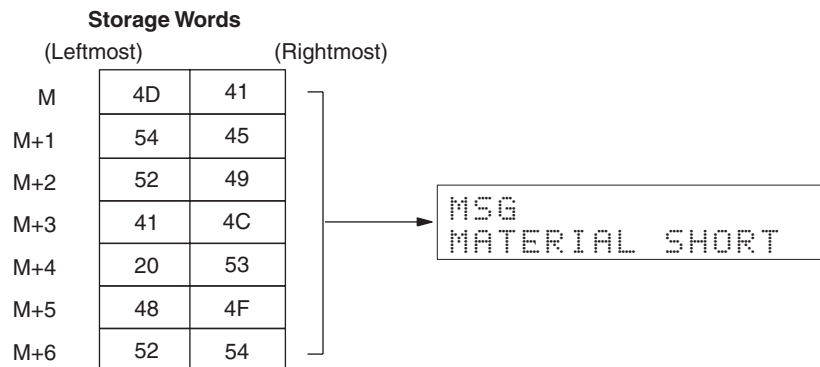 Storage Words
(Leftmost) (Rightmost)
M 4D 41
M+1 54 45
M+2 52 49
M+3 41 4C
M+4 20 53
M+5 48 4F
M+6 52 54
MSG
MATERIAL SHORT